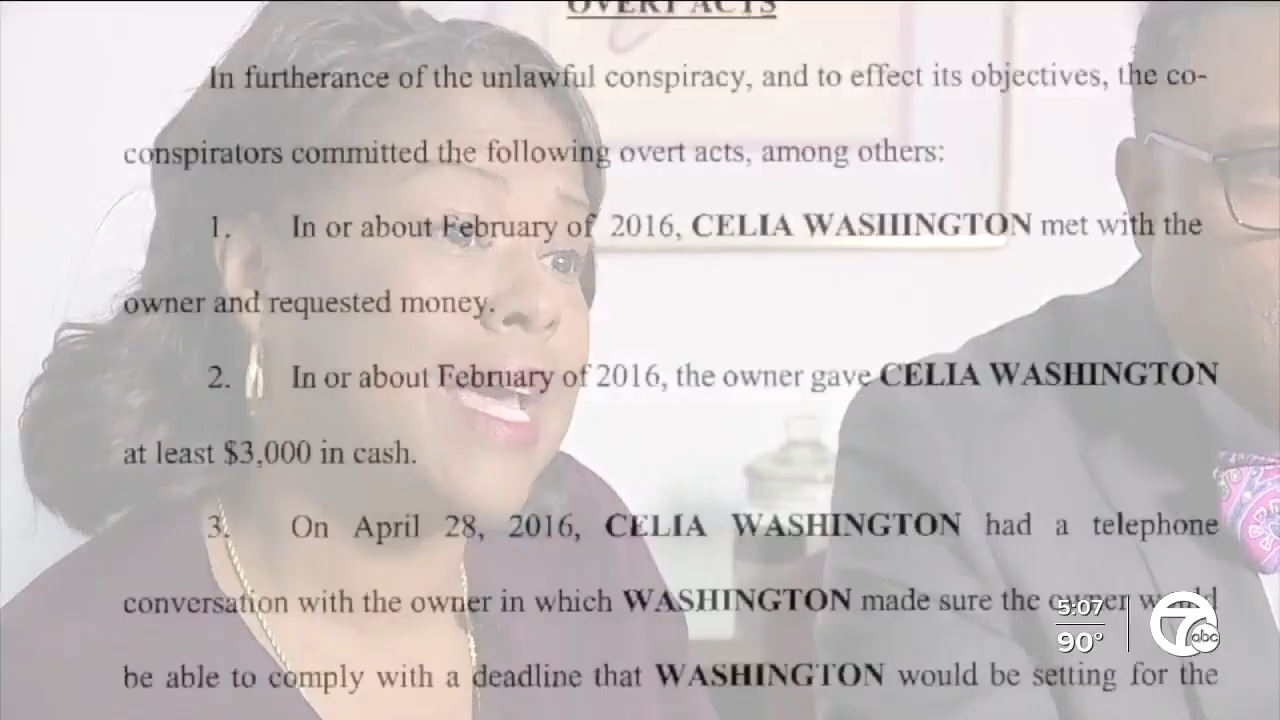 OVERT ACTS
In furtherance of the unlawful conspiracy, and to effect its objectives, the co-
conspirators committed the following overt acts, among others:
1. In or about February of 2016, CELIA WASHINGTON met with the
owner and requested money.
2. In or about February of 2016, the owner gave CELIA WASHINGTON
at least $3,000 in cash.
3. On April 28, 2016, CELIA WASHINGTON had a telephone
conversation with the owner in which WASHINGTON made sure the owner would
be able to comply with a deadline that WASHINGTON would be setting for the
5:07
90°
7 abc